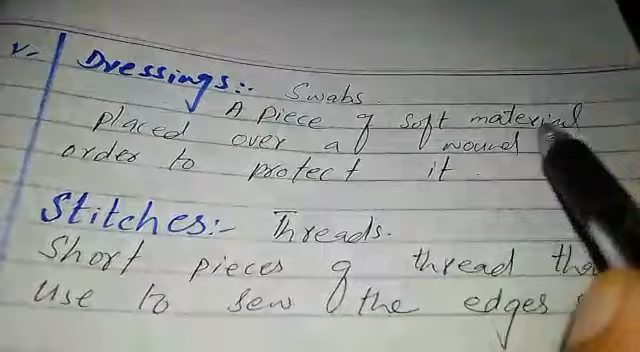 v- Dressings:- Swabs.
A piece of soft material
placed over a wound
order to protect it.
Stitches:- Threads.
Short pieces of thread
use to sew the edges